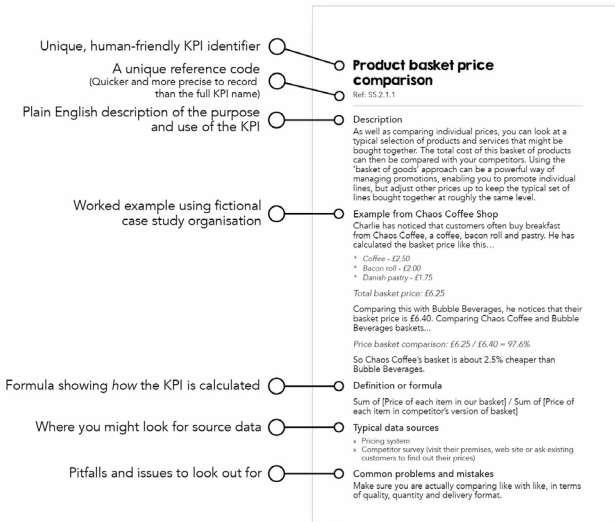 Unique, human-friendly KPI identifier
A unique reference code
(Quicker and more precise to record
than the full KPI name)
Plain English description of the purpose
and use of the KPI
Worked example using fictional
case study organisation
Formula showing how the KPI is calculated
Where you might look for source data
Pitfalls and issues to look out for
Product basket price
comparison
Ref: S5.2.1.1
Description
As well as comparing individual prices, you can look at a
typical selection of products and services that might be
bought together. The total cost of this basket of products
can then be compared with your competitors. Using the
'basket of goods' approach can be a powerful way of
managing promotions, enabling you to promote individual
lines, but adjust other prices up to keep the typical set of
lines bought together at roughly the same level.
Example from Chaos Coffee Shop
Charlie has noticed that customers often buy breakfast
from Chaos Coffee, a coffee, bacon roll and pastry. He has
calculated the basket price like this...
* Coffee - £2.50
* Bacon roll - £2.00
* Danish pastry - £1.75
Total basket price: £6.25
Comparing this with Bubble Beverages, he notices that their
basket price is £6.40. Comparing Chaos Coffee and Bubble
Beverages baskets...
Price basket comparison: £6.25 / £6.40 = 97.6%
So Chaos Coffee's basket is about 2.5% cheaper than
Bubble Beverages.
Definition or formula
Sum of [Price of each item in our basket] / Sum of [Price of
each item in competitor's version of basket]
Typical data sources
» Pricing system
» Competitor survey (visit their premises, web site or ask existing
customers to find out their prices)
Common problems and mistakes
Make sure you are actually comparing like with like, in terms
of quality, quantity and delivery format.